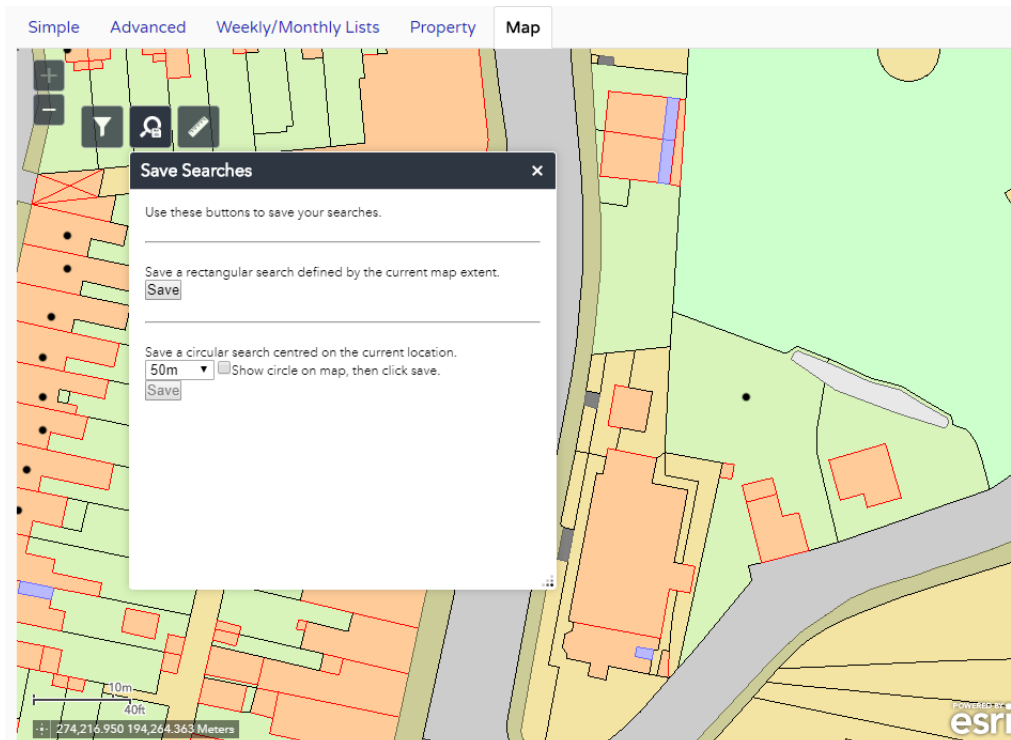 Simple Advanced Weekly/Monthly Lists Property Map
Save Searches
Use these buttons to save your searches.
Save a rectangular search defined by the current map extent.
Save
Save a circular search centred on the current location.
50m Show circle on map, then click save.
Save
10m
40ft
274,216.950 194,264.363 Meters
POWERED BY
esri